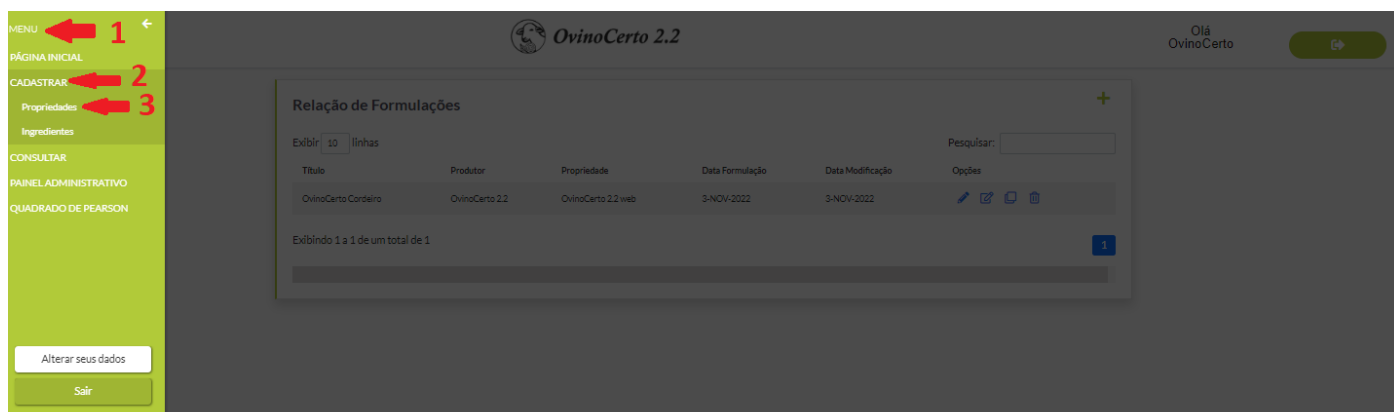 MENU 1
PÁGINA INICIAL
CADASTRAR 2
Propriedades 3
Ingredientes
CONSULTAR
PAINEL ADMINISTRATIVO
QUADRADO DE PEARSON
Alterar seus dados
Sair
OvinoCerto 2.2
Olá
OvinoCerto
Relação de Formulações
Exibir 10 linhas Pesquisar:
Título Produtor Propriedade Data Formulação Data Modificação Opções
OvinoCerto Cordeiro OvinoCerto 2.2 OvinoCerto 2.2 web 3-NOV-2022 3-NOV-2022
Exibindo 1 a 1 de um total de 1
1